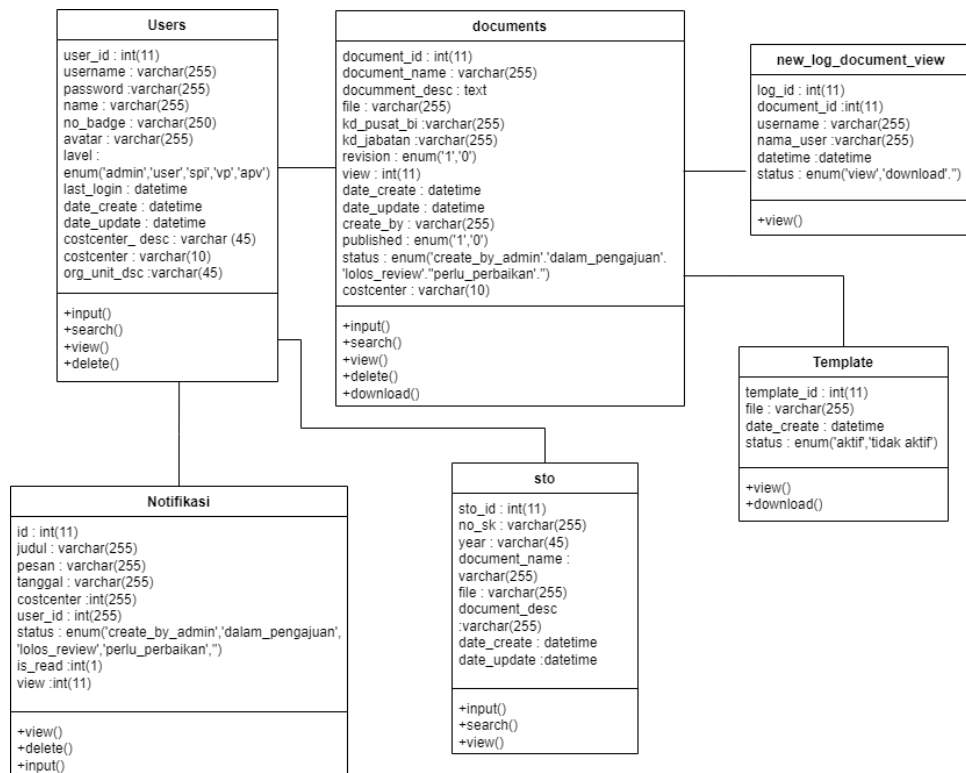 Users
user_id : int(11)
username : varchar(255)
password :varchar(255)
name : varchar(255)
no_badge : varchar(250)
avatar : varchar(255)
lavel :
enum('admin','user','spi','vp','apv')
last_login : datetime
date_create : datetime
date_update : datetime
costcenter_ desc : varchar (45)
costcenter : varchar(10)
org_unit_dsc :varchar(45)
+input()
+search()
+view()
+delete()
documents
document_id : int(11)
document_name : varchar(255)
documment_desc : text
file : varchar(255)
kd_pusat_bi :varchar(255)
kd_jabatan :varchar(255)
revision : enum('1','0')
view : int(11)
date_create : datetime
date_update : datetime
create_by : varchar(255)
published : enum('1','0')
status : enum('create_by_admin'.'dalam_pengajuan'.
'lolos_review'.''perlu_perbaikan'.'')
costcenter : varchar(10)
+input()
+search()
+view()
+delete()
+download()
new_log_document_view
log_id : int(11)
document_id :int(11)
username : varchar(255)
nama_user :varchar(255)
datetime :datetime
status : enum('view','download'.'')
+view()
Template
template_id : int(11)
file : varchar(255)
date_create : datetime
status : enum('aktif','tidak aktif')
+view()
+download()
Notifikasi
id : int(11)
judul : varchar(255)
pesan : varchar(255)
tanggal : varchar(255)
costcenter :int(255)
user_id : int(255)
status : enum('create_by_admin','dalam_pengajuan',
'lolos_review','perlu_perbaikan','')
is_read :int(1)
view :int(11)
+view()
+delete()
+input()
sto
sto_id : int(11)
no_sk : varchar(255)
year : varchar(45)
document_name :
varchar(255)
file : varchar(255)
document_desc
:varchar(255)
date_create : datetime
date_update :datetime
+input()
+search()
+view()